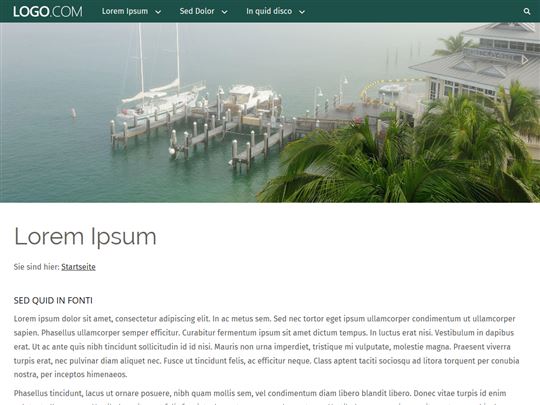 LOGO.COM Lorem Ipsum Sed Dolor In quid disco
Lorem Ipsum
Sie sind hier: Startseite
SED QUID IN FONTI
Lorem ipsum dolor sit amet, consectetur adipiscing elit. In ac metus sem. Sed nec tortor eget ipsum ullamcorper condimentum ut ullamcorper
sapien. Phasellus ullamcorper semper efficitur. Curabitur fermentum ipsum sit amet dictum tempus. In luctus erat nisi. Vestibulum in dapibus
dui, ac ante quis nibh tincidunt sollicitudin id id nisi. Mauris non urna imperdiet, tristique mi vulputate, molestie magna. Praesent viverra
turpis erat, nec pulvinar diam aliquet nec. Fusce ut tincidunt felis, ac efficitur neque. Class aptent taciti sociosqu ad litora torquent per conubia
nostra, per inceptos himenaeos.
Phasellus tincidunt, lacus ut ornare posuere, nibh quam mollis sem, vel condimentum diam libero blandit turpis. Donec vitae turpis id enim